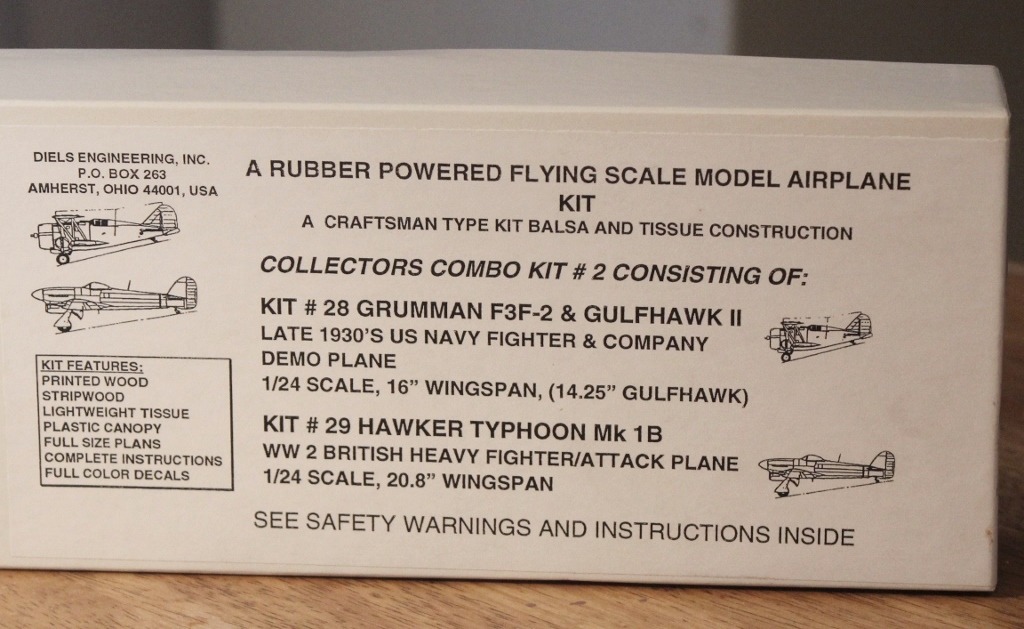 DIELS ENGINEERING, INC.
P.O. BOX 263
AMHERST, OHIO 44001, USA
KIT FEATURES:
PRINTED WOOD
STRIPWOOD
LIGHTWEIGHT TISSUE
PLASTIC CANOPY
FULL SIZE PLANS
COMPLETE INSTRUCTIONS
FULL COLOR DECALS
A RUBBER POWERED FLYING SCALE MODEL AIRPLANE
KIT
A CRAFTSMAN TYPE KIT BALSA AND TISSUE CONSTRUCTION
COLLECTORS COMBO KIT # 2 CONSISTING OF:
KIT # 28 GRUMMAN F3F-2 & GULFHAWK II
LATE 1930'S US NAVY FIGHTER & COMPANY
DEMO PLANE
1/24 SCALE, 16" WINGSPAN, (14.25" GULFHAWK)
KIT # 29 HAWKER TYPHOON Mk 1B
WW 2 BRITISH HEAVY FIGHTER/ATTACK PLANE
1/24 SCALE, 20.8" WINGSPAN
SEE SAFETY WARNINGS AND INSTRUCTIONS INSIDE